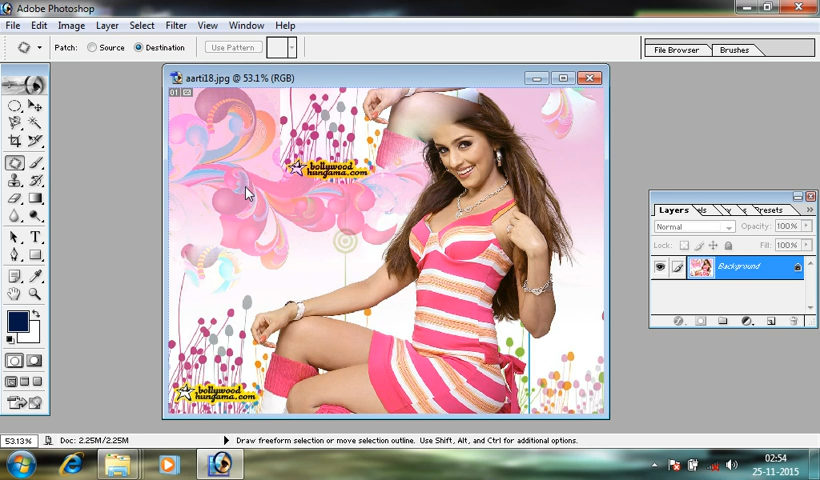 Adobe Photoshop
File Edit Image Layer Select Filter View Window Help
Patch: Source Destination Use Pattern File Browser Brushes
aarti18.jpg @ 53.1% (RGB)
01
bollywood
hungama.com
Layers resets
Normal Opacity: 100%
Lock: Fill: 100%
Background
T
bollywood
hungama.com
53.13% Doc: 2.25M/2.25M Draw freeform selection or move selection outline. Use Shift, Alt, and Ctrl for additional options.
02:54
25-11-2015